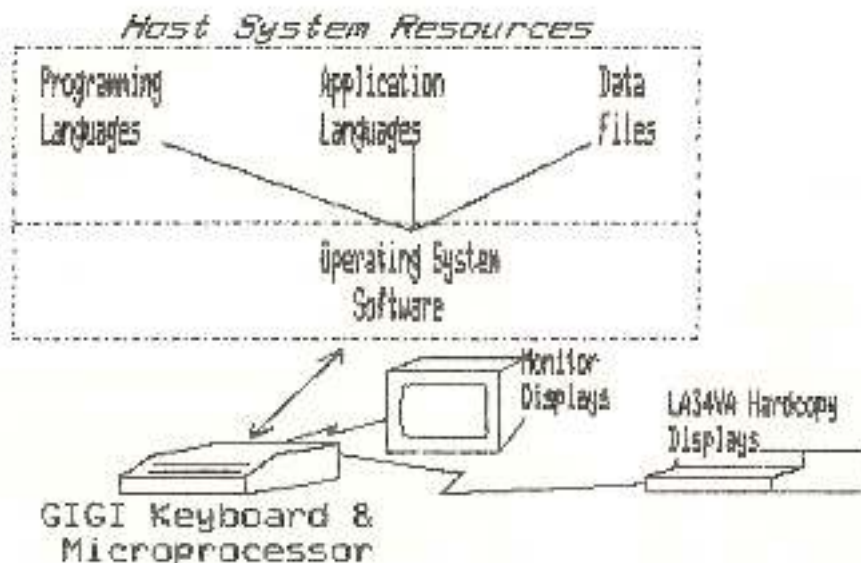 Host System Resources
Programming
Languages
Application
Languages
Data
Files
Operating System
Software
Monitor
Displays
LA34VA Hardcopy
Displays
GIGI Keyboard &
Microprocessor